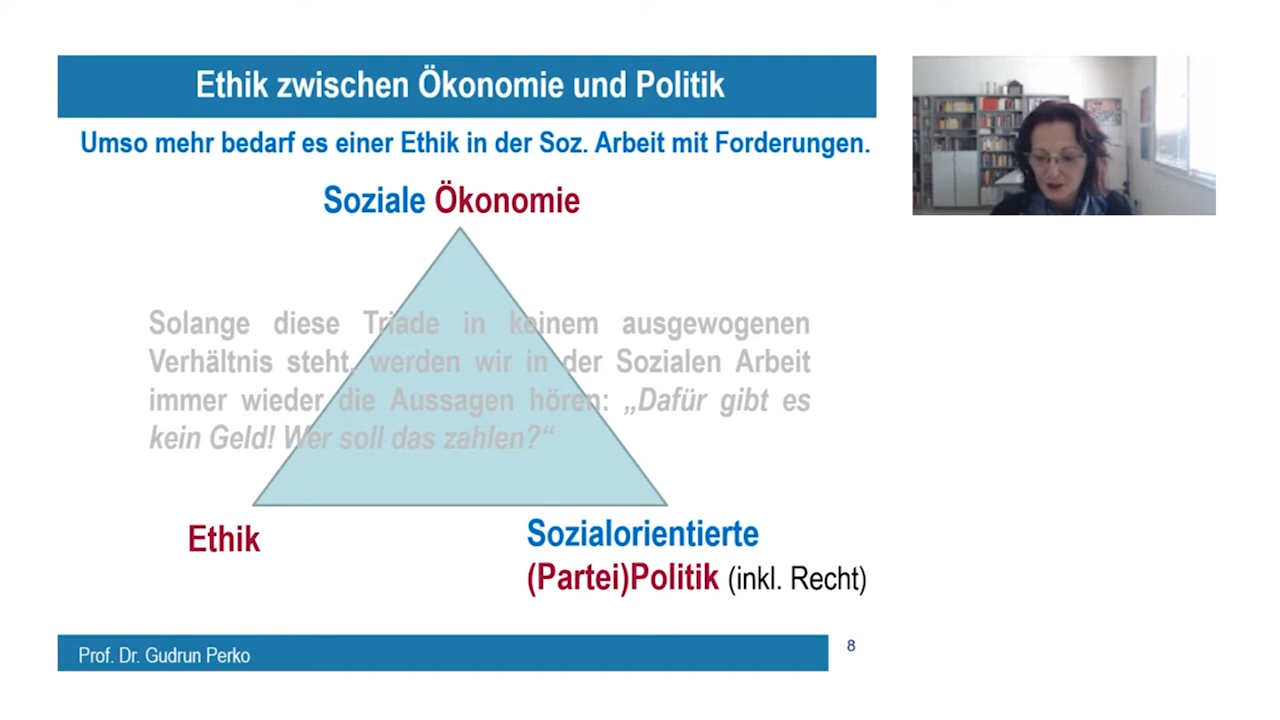 Ethik zwischen Ökonomie und Politik
Umso mehr bedarf es einer Ethik in der Soz. Arbeit mit Forderungen.
Soziale Ökonomie
Solange diese Triade in keinem ausgewogenen
Verhältnis steht, werden wir in der Sozialen Arbeit
immer wieder die Aussagen hören: „Dafür gibt es
kein Geld! Wer soll das zahlen?“
Ethik
Sozialorientierte
(Partei)Politik (inkl. Recht)
Prof. Dr. Gudrun Perko
8